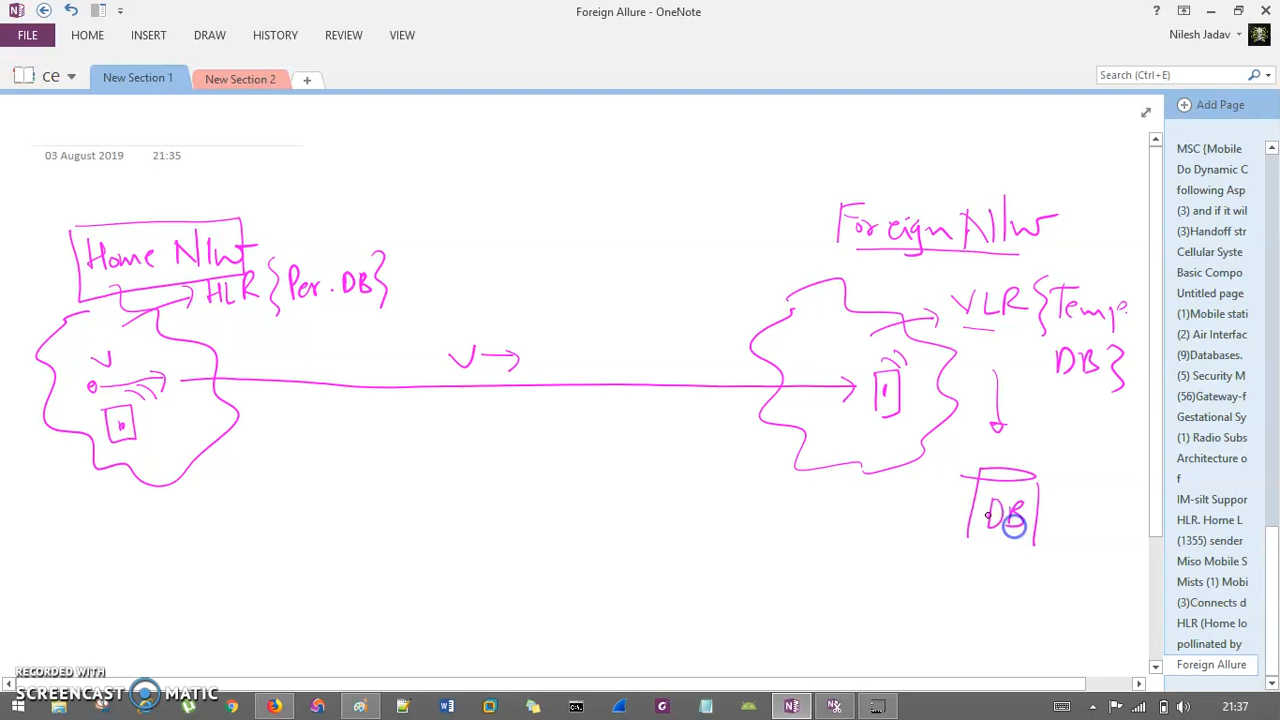 Foreign Allure - OneNote
FILE HOME INSERT DRAW HISTORY REVIEW VIEW
Nilesh Jadav
ce New Section 1 New Section 2 +
Search (Ctrl+E)
Add Page
03 August 2019 21:35
MSC {Mobile
Do Dynamic C
following Asp
(3) and if it wil
(3)Handoff str
Cellular Syste
Basic Compo
Untitled page
(1)Mobile stati
(2) Air Interfac
(9)Databases.
(5) Security M
(56)Gateway-f
Gestational Sy
(1) Radio Subs
Architecture o
f
IM-silt Suppor
HLR. Home L
(1355) sender
Miso Mobile S
Mists (1) Mobi
(3)Connects d
HLR (Home lo
pollinated by
Foreign Allure
Home N/w
HLR {Per. DB}
Foreign N/w
VLR {Temp.
DB}
V
V →
DB
RECORDED WITH
SCREENCAST MATIC
21:37